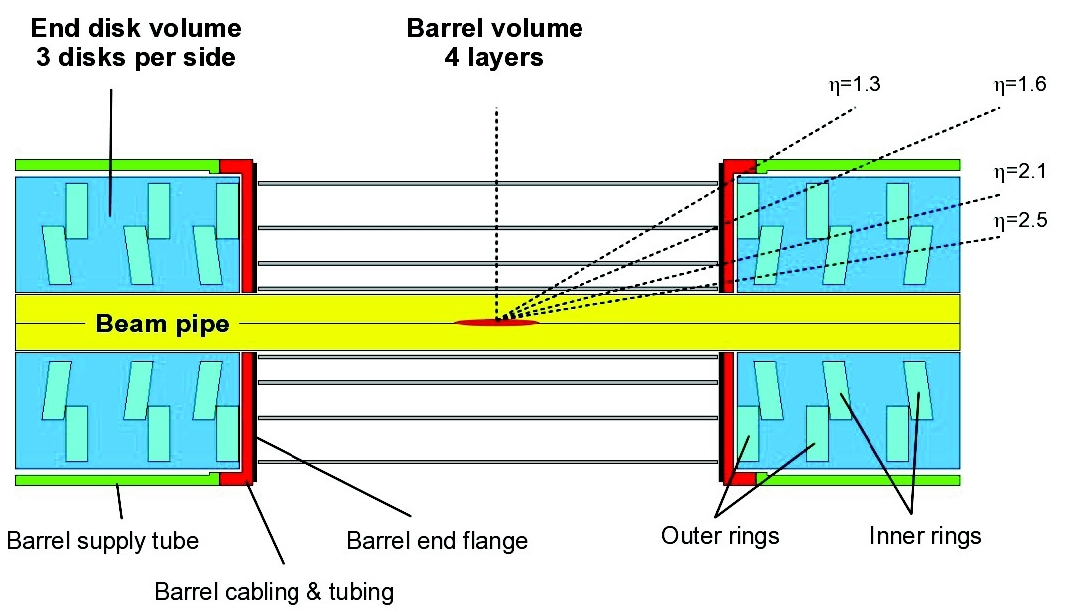 End disk volume
3 disks per side
Barrel volume
4 layers
η=1.3
η=1.6
η=2.1
η=2.5
Beam pipe
Barrel supply tube
Barrel end flange
Outer rings
Inner rings
Barrel cabling & tubing